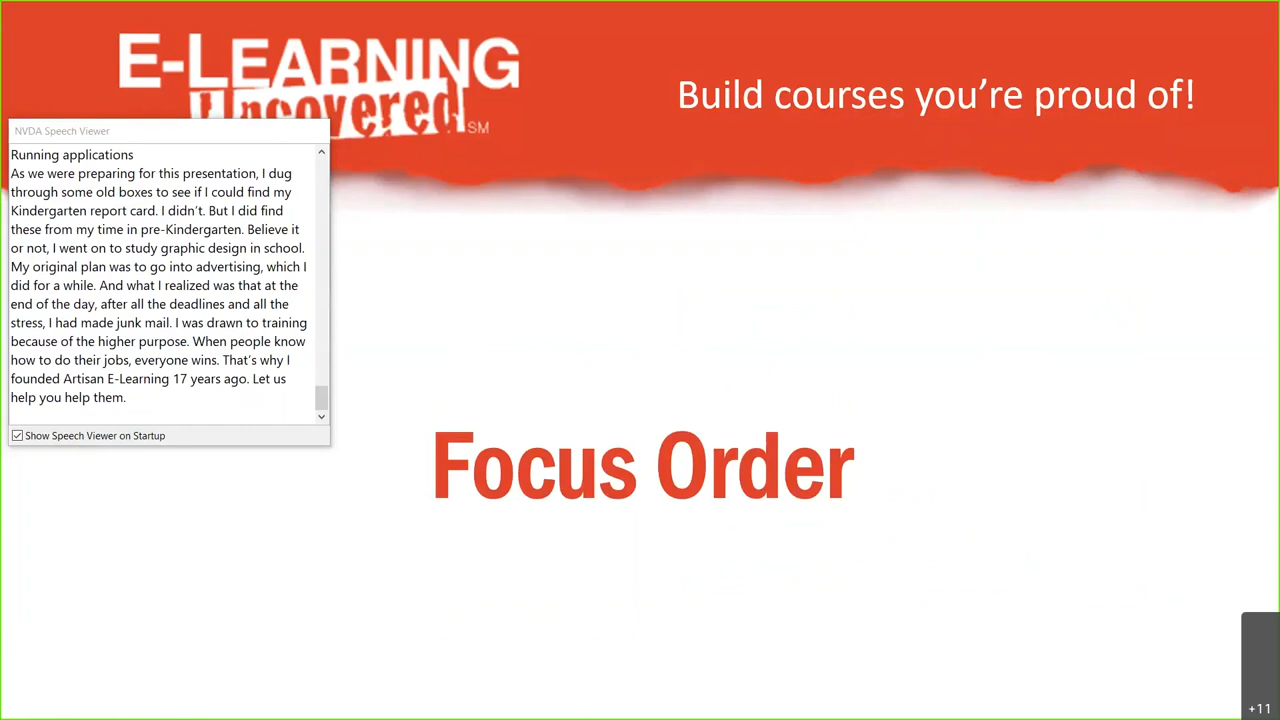 E-LEARNING
Uncovered
SM
Build courses you're proud of!
NVDA Speech Viewer
Running applications
As we were preparing for this presentation, I dug
through some old boxes to see if I could find my
Kindergarten report card. I didn't. But I did find
these from my time in pre-Kindergarten. Believe it
or not, I went on to study graphic design in school.
My original plan was to go into advertising, which I
did for a while. And what I realized was that at the
end of the day, after all the deadlines and all the
stress, I had made junk mail. I was drawn to training
because of the higher purpose. When people know
how to do their jobs, everyone wins. That's why I
founded Artisan E-Learning 17 years ago. Let us
help you help them.
Show Speech Viewer on Startup
Focus Order
+11